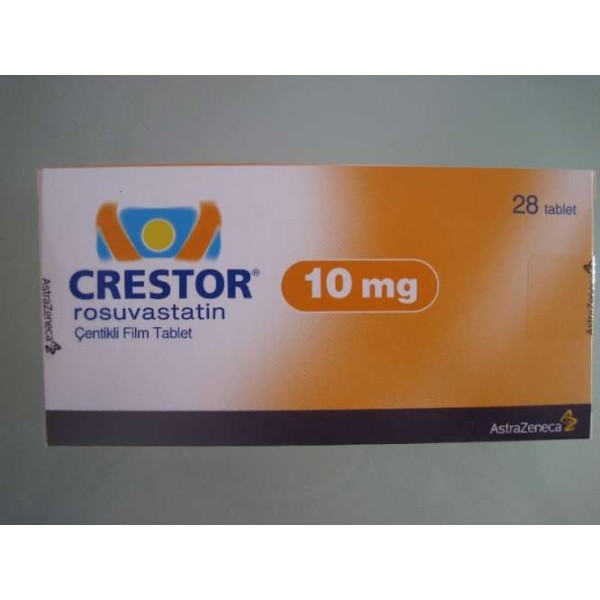 28 tablet
CRESTOR®
10 mg
rosuvastatin
Çentikli Film Tablet
AstraZeneca
AstraZeneca
AstraZeneca